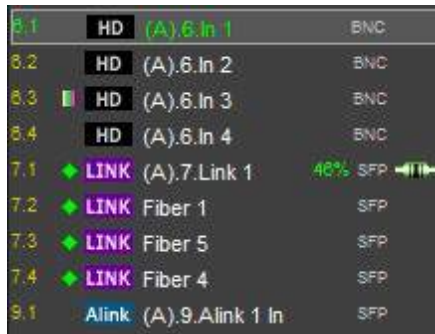 6.1 HD (A).6.In 1 BNC
6.2 HD (A).6.In 2 BNC
6.3 HD (A).6.In 3 BNC
6.4 HD (A).6.In 4 BNC
7.1 LINK (A).7.Link 1 46% SFP
7.2 LINK Fiber 1 SFP
7.3 LINK Fiber 5 SFP
7.4 LINK Fiber 4 SFP
9.1 Alink (A).9.Alink 1 In SFP